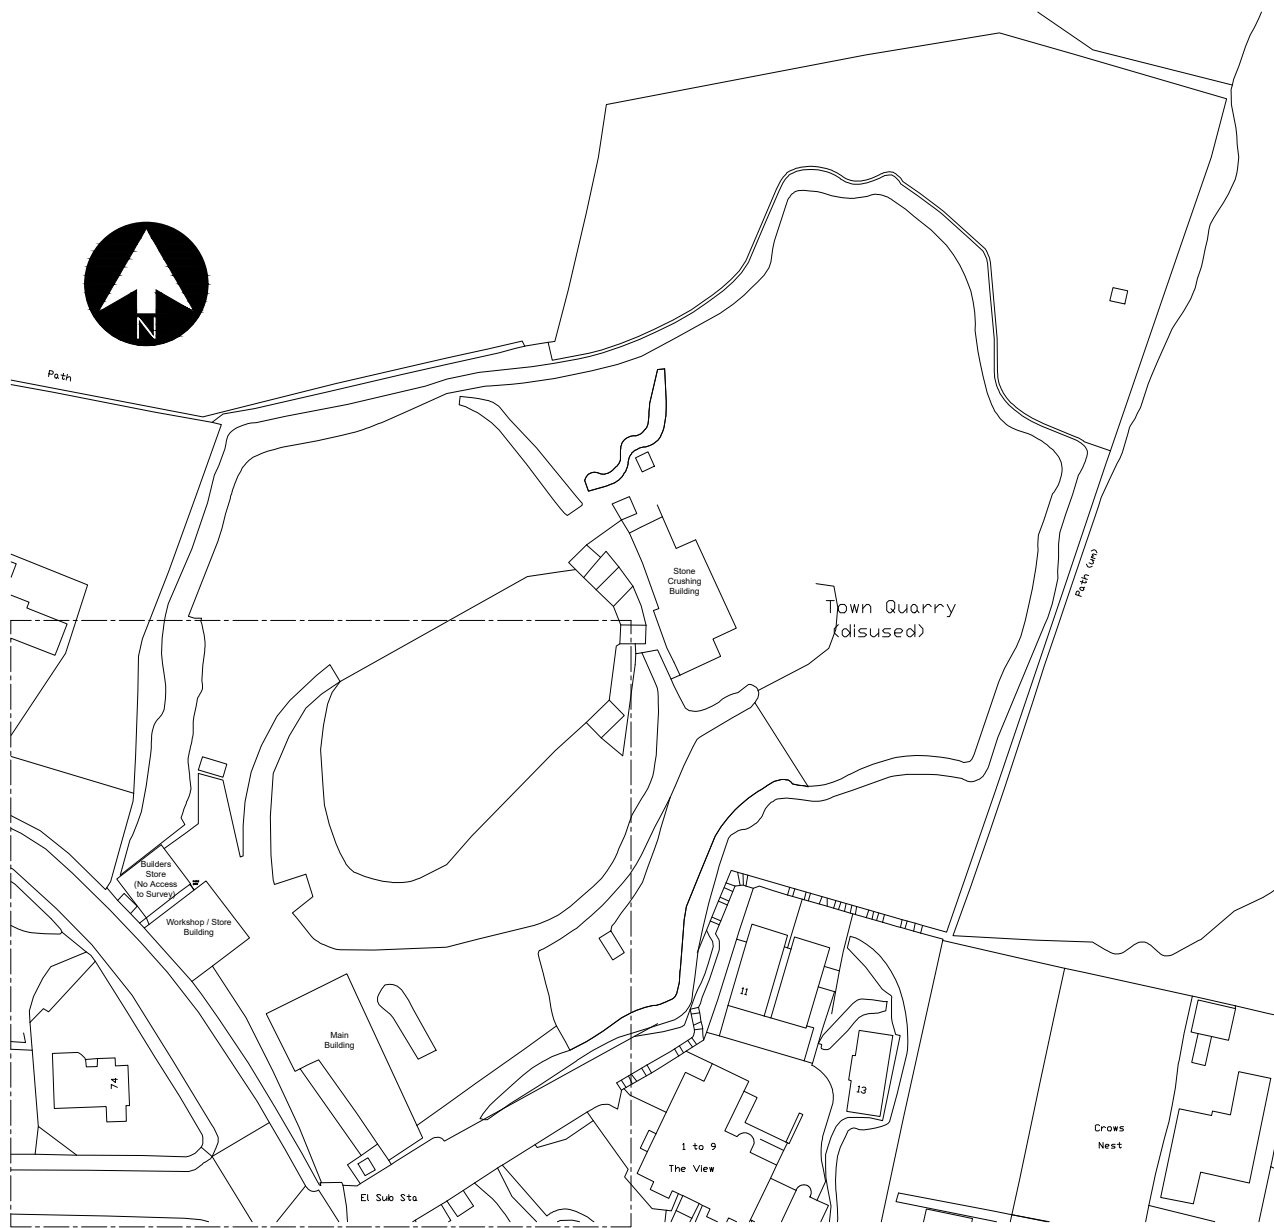 N
Path
Stone
Crushing
Building
Path (um)
Town Quarry
(disused)
Builders
Store
(No Access
to Survey)
Workshop / Store
Building
11
Main
Building
74
13
Crows
Nest
1 to 9
The View
El Sub Sta